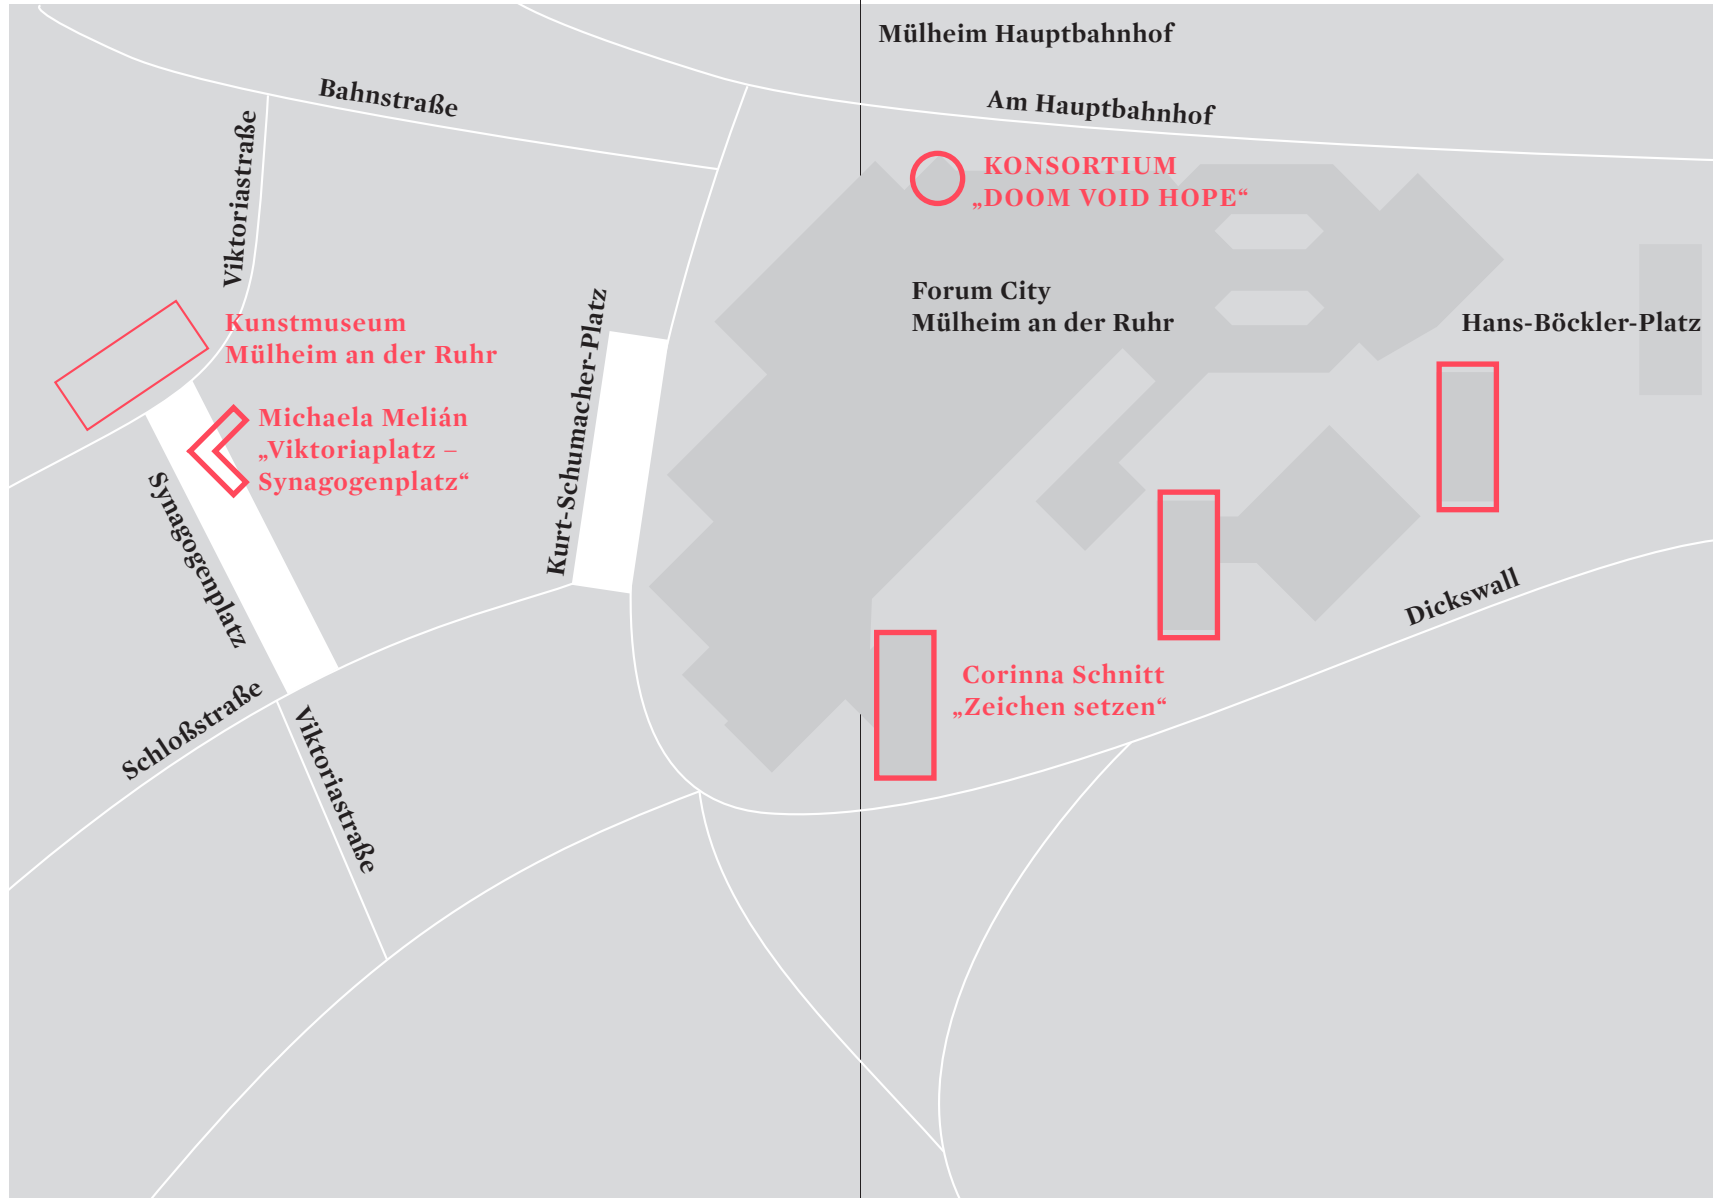 Mülheim Hauptbahnhof
Bahnstraße
Am Hauptbahnhof
Viktoriastraße
KONSORTIUM
„DOOM VOID HOPE“
Forum City
Mülheim an der Ruhr
Hans-Böckler-Platz
Kunstmuseum
Mülheim an der Ruhr
Kurt-Schumacher-Platz
Michaela Melián
„Viktoriaplatz –
Synagogenplatz“
Synagogenplatz
Dickswall
Corinna Schnitt
„Zeichen setzen“
Schloßstraße
Viktoriastraße